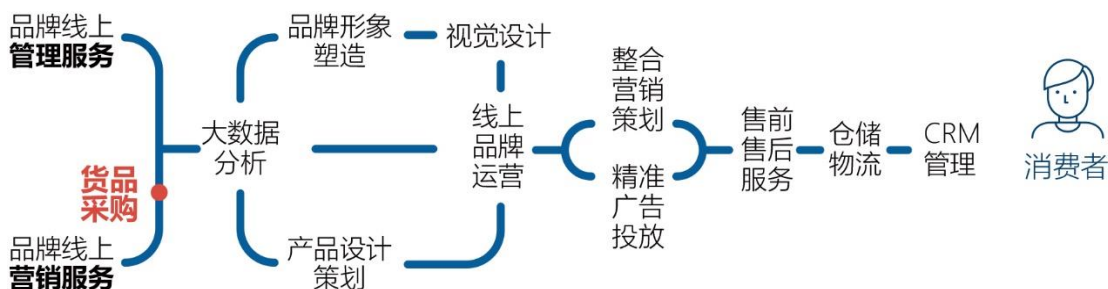 品牌线上
管理服务
货品
采购
品牌线上
营销服务
大数据
分析
品牌形象
塑造
视觉设计
产品设计
策划
线上
品牌
运营
整合
营销
策划
精准
广告
投放
售前
售后
服务
仓储
物流
CRM
管理
消费者